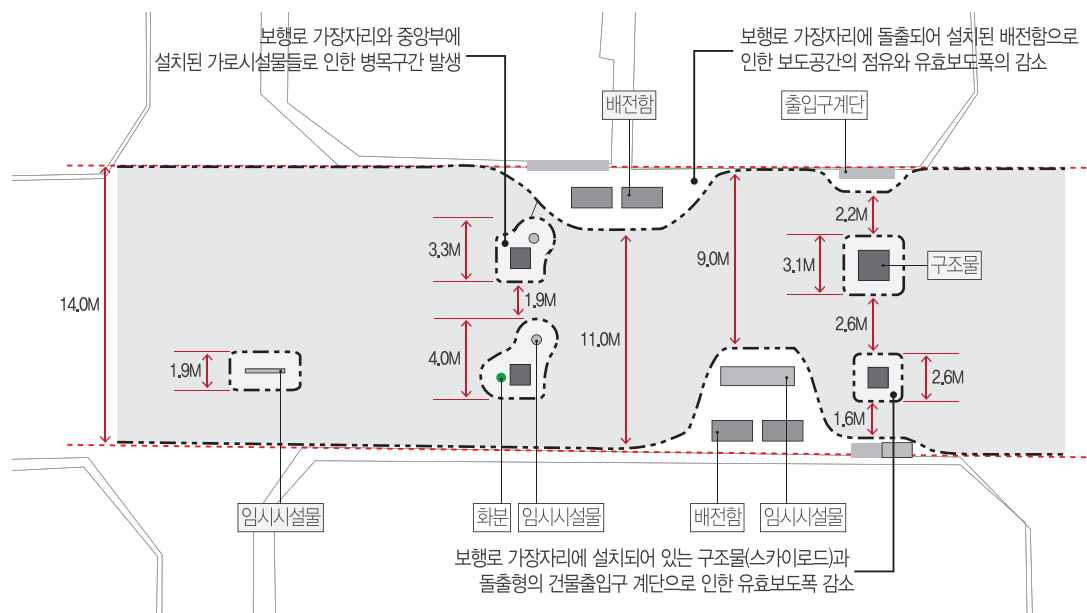 보행로 가장자리와 중앙부에
설치된 가로시설물들로 인한 병목구간 발생
보행로 가장자리에 돌출되어 설치된 배전함으로
인한 보도공간의 점유와 유효보도폭의 감소
배전함
출입구계단
2.2M
3.3M
9.0M
3.1M
구조물
14.0M
1.9M
11.0M
2.6M
4.0M
1.9M
2.6M
1.6M
임시시설물
화분
임시시설물
배전함
임시시설물
보행로 가장자리에 설치되어 있는 구조물(스카이로드)과
돌출형의 건물출입구 계단으로 인한 유효보도폭 감소